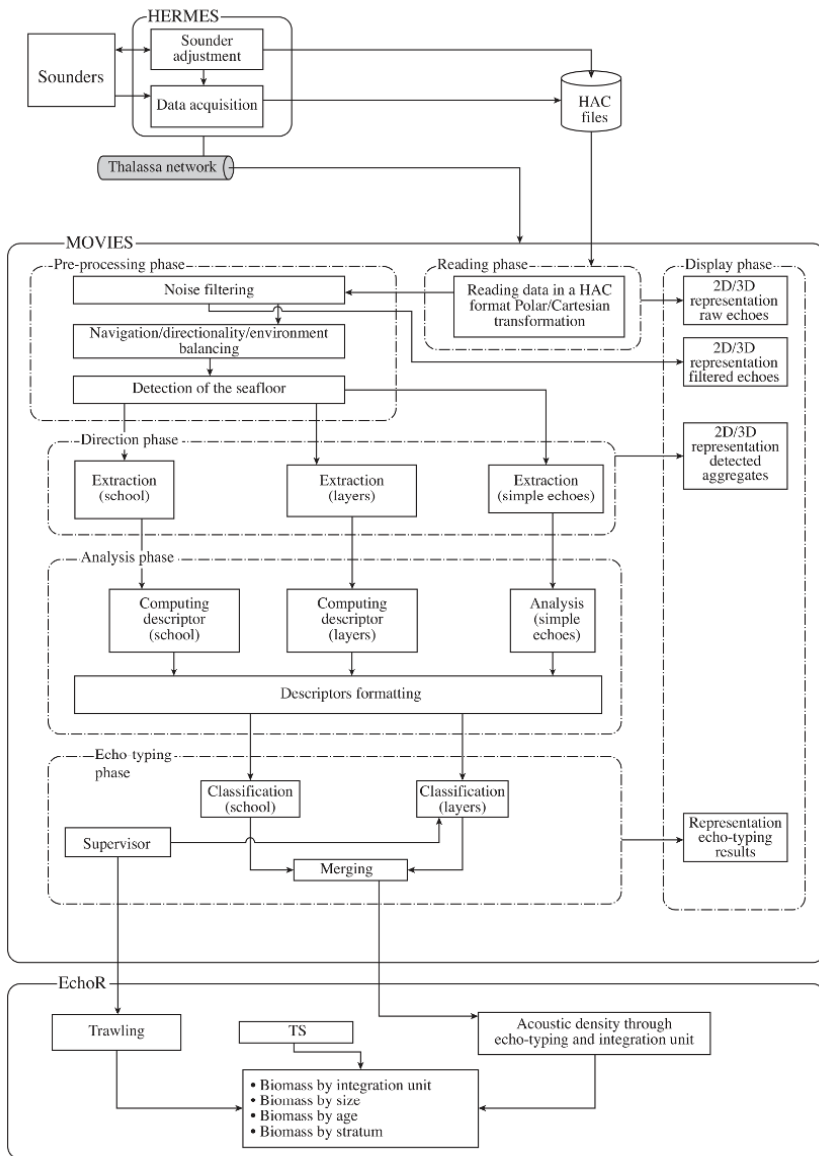 HERMES
Sounders
Sounder
adjustment
Data acquisition
HAC
files
Thalassa network
MOVIES
Pre-processing phase
Noise filtering
Navigation/directionality/environment
balancing
Detection of the seafloor
Reading phase
Reading data in a HAC
format Polar/Cartesian
transformation
Display phase
2D/3D
representation
raw echoes
2D/3D
representation
filtered echoes
2D/3D
representation
detected
aggregates
Direction phase
Extraction
(school)
Extraction
(layers)
Extraction
(simple echoes)
Analysis phase
Computing
descriptor
(school)
Computing
descriptor
(layers)
Analysis
(simple
echoes)
Descriptors formatting
Echo-typing
phase
Classification
(school)
Classification
(layers)
Supervisor
Merging
Representation
echo-typing
results
EchoR
Trawling
TS
Acoustic density through
echo-typing and integration unit
• Biomass by integration unit
• Biomass by size
• Biomass by age
• Biomass by stratum